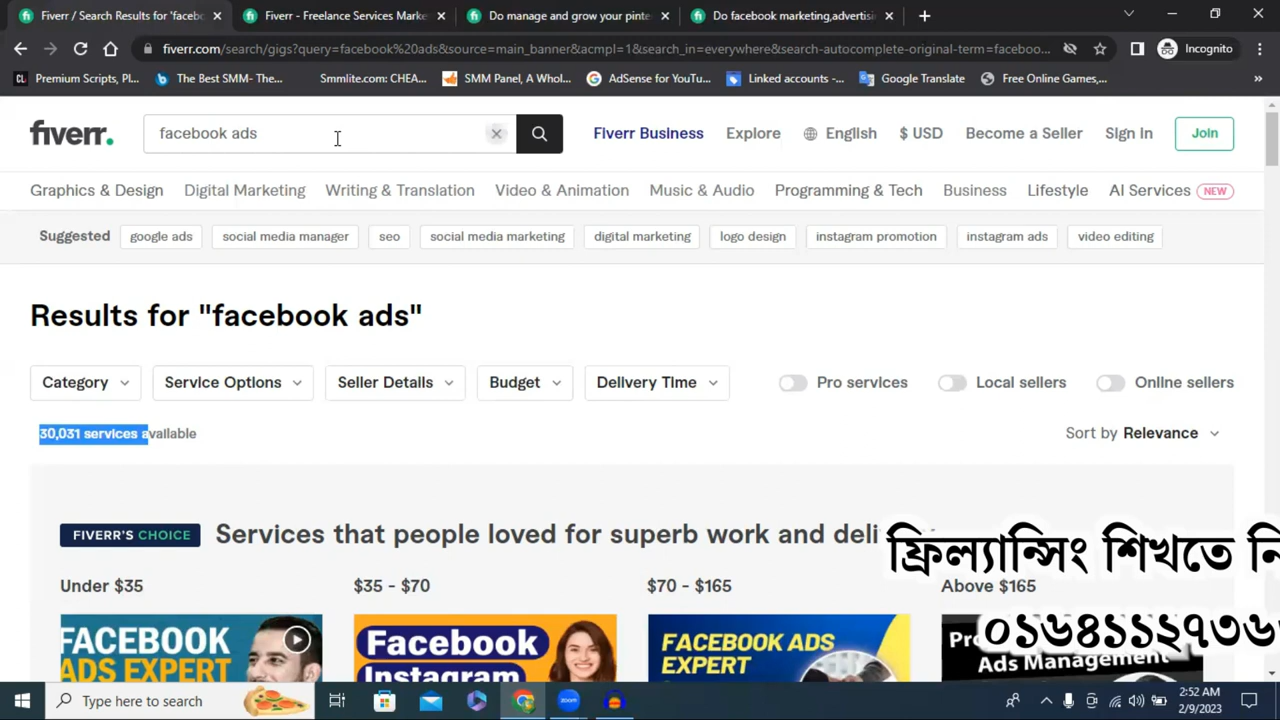 Fiverr / Search Results for 'faceboo
Fiverr - Freelance Services Marke
Do manage and grow your pinte
Do facebook marketing,advertisi
fiverr.com/search/gigs?query=facebook%20ads&source=main_banner&acmpl=1&search_in=everywhere&search-autocomplete-original-term=faceboo...
Incognito
Premium Scripts, Pl...
The Best SMM- The...
Smmlite.com: CHEA...
SMM Panel, A Whol...
AdSense for YouTu...
Linked accounts -...
Google Translate
Free Online Games,...
fiverr.
facebook ads
Fiverr Business
Explore
English
$ USD
Become a Seller
Sign In
Join
Graphics & Design
Digital Marketing
Writing & Translation
Video & Animation
Music & Audio
Programming & Tech
Business
Lifestyle
AI Services NEW
Suggested
google ads
social media manager
seo
social media marketing
digital marketing
logo design
instagram promotion
instagram ads
video editing
Results for "facebook ads"
Category
Service Options
Seller Details
Budget
Delivery Time
Pro services
Local sellers
Online sellers
30,031 services available
Sort by Relevance
FIVERR'S CHOICE
Services that people loved for superb work and deli
ফ্রিল্যান্সিং শিখতে নি
Under $35
$35 - $70
$70 - $165
Above $165
০১৬৪১১২৭৩৬
FACEBOOK
ADS EXPERT
Facebook
Instagram
FACEBOOK ADS
EXPERT
Ads Management
Type here to search
2:52 AM
2/9/2023